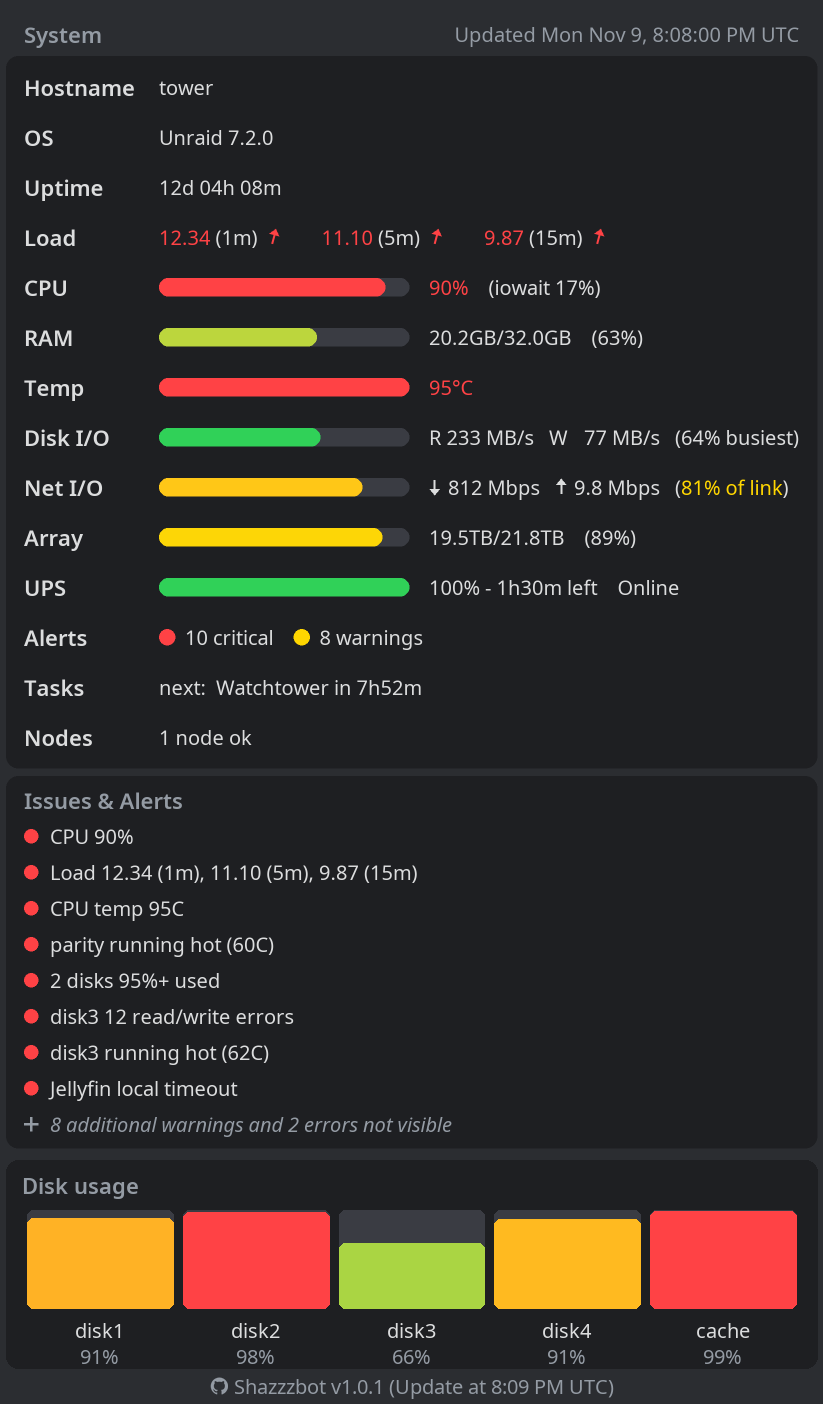 System Updated Mon Nov 9, 8:08:00 PM UTC
Hostname tower
OS Unraid 7.2.0
Uptime 12d 04h 08m
Load 12.34 (1m) ↑ 11.10 (5m) ↑ 9.87 (15m) ↑
CPU 90% (iowait 17%)
RAM 20.2GB/32.0GB (63%)
Temp 95°C
Disk I/O R 233 MB/s W 77 MB/s (64% busiest)
Net I/O ↓ 812 Mbps ↑ 9.8 Mbps (81% of link)
Array 19.5TB/21.8TB (89%)
UPS 100% - 1h30m left Online
Alerts 10 critical 8 warnings
Tasks next: Watchtower in 7h52m
Nodes 1 node ok
Issues & Alerts
CPU 90%
Load 12.34 (1m), 11.10 (5m), 9.87 (15m)
CPU temp 95C
parity running hot (60C)
2 disks 95%+ used
disk3 12 read/write errors
disk3 running hot (62C)
Jellyfin local timeout
+ 8 additional warnings and 2 errors not visible
Disk usage
disk1 disk2 disk3 disk4 cache
91% 98% 66% 91% 99%
Shazzzbot v1.0.1 (Update at 8:09 PM UTC)